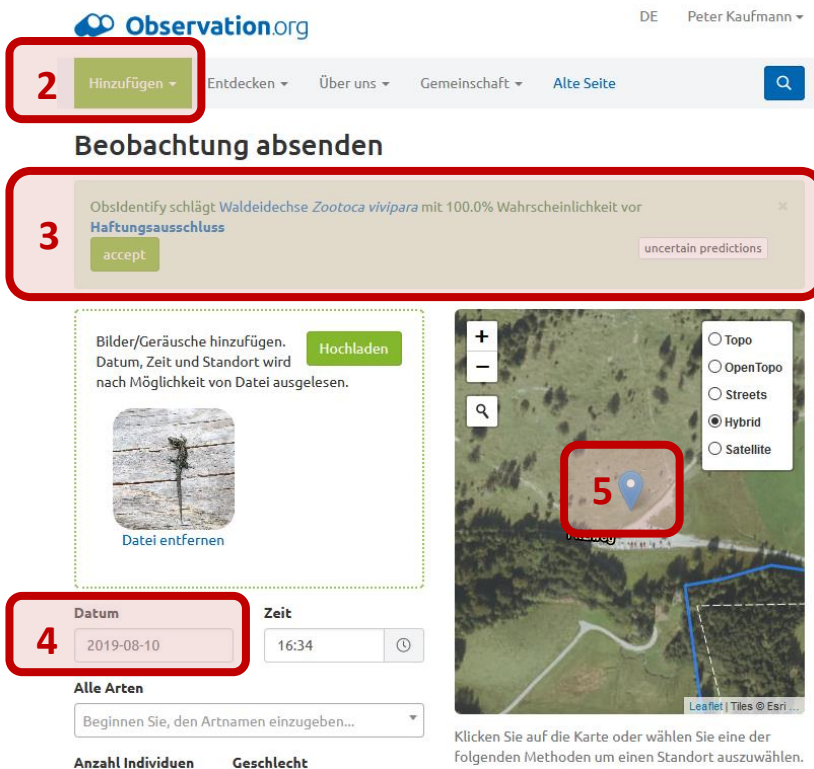 Observation.org
DE Peter Kaufmann
2
Hinzufügen Entdecken Über uns Gemeinschaft Alte Seite
Beobachtung absenden
3
ObsIdentify schlägt Waldeidechse Zootoca vivipara mit 100.0% Wahrscheinlichkeit vor
Haftungsausschluss
accept
uncertain predictions
×
Bilder/Geräusche hinzufügen.
Datum, Zeit und Standort wird
nach Möglichkeit von Datei ausgelesen.
Hochladen
Datei entfernen
+
−
Topo
OpenTopo
Streets
Hybrid
Satellite
5
Leaflet | Tiles © Esri ...
4
Datum Zeit
2019-08-10 16:34
Alle Arten
Beginnen Sie, den Artnamen einzugeben...
Anzahl Individuen Geschlecht
Klicken Sie auf die Karte oder wählen Sie eine der
folgenden Methoden um einen Standort auszuwählen.